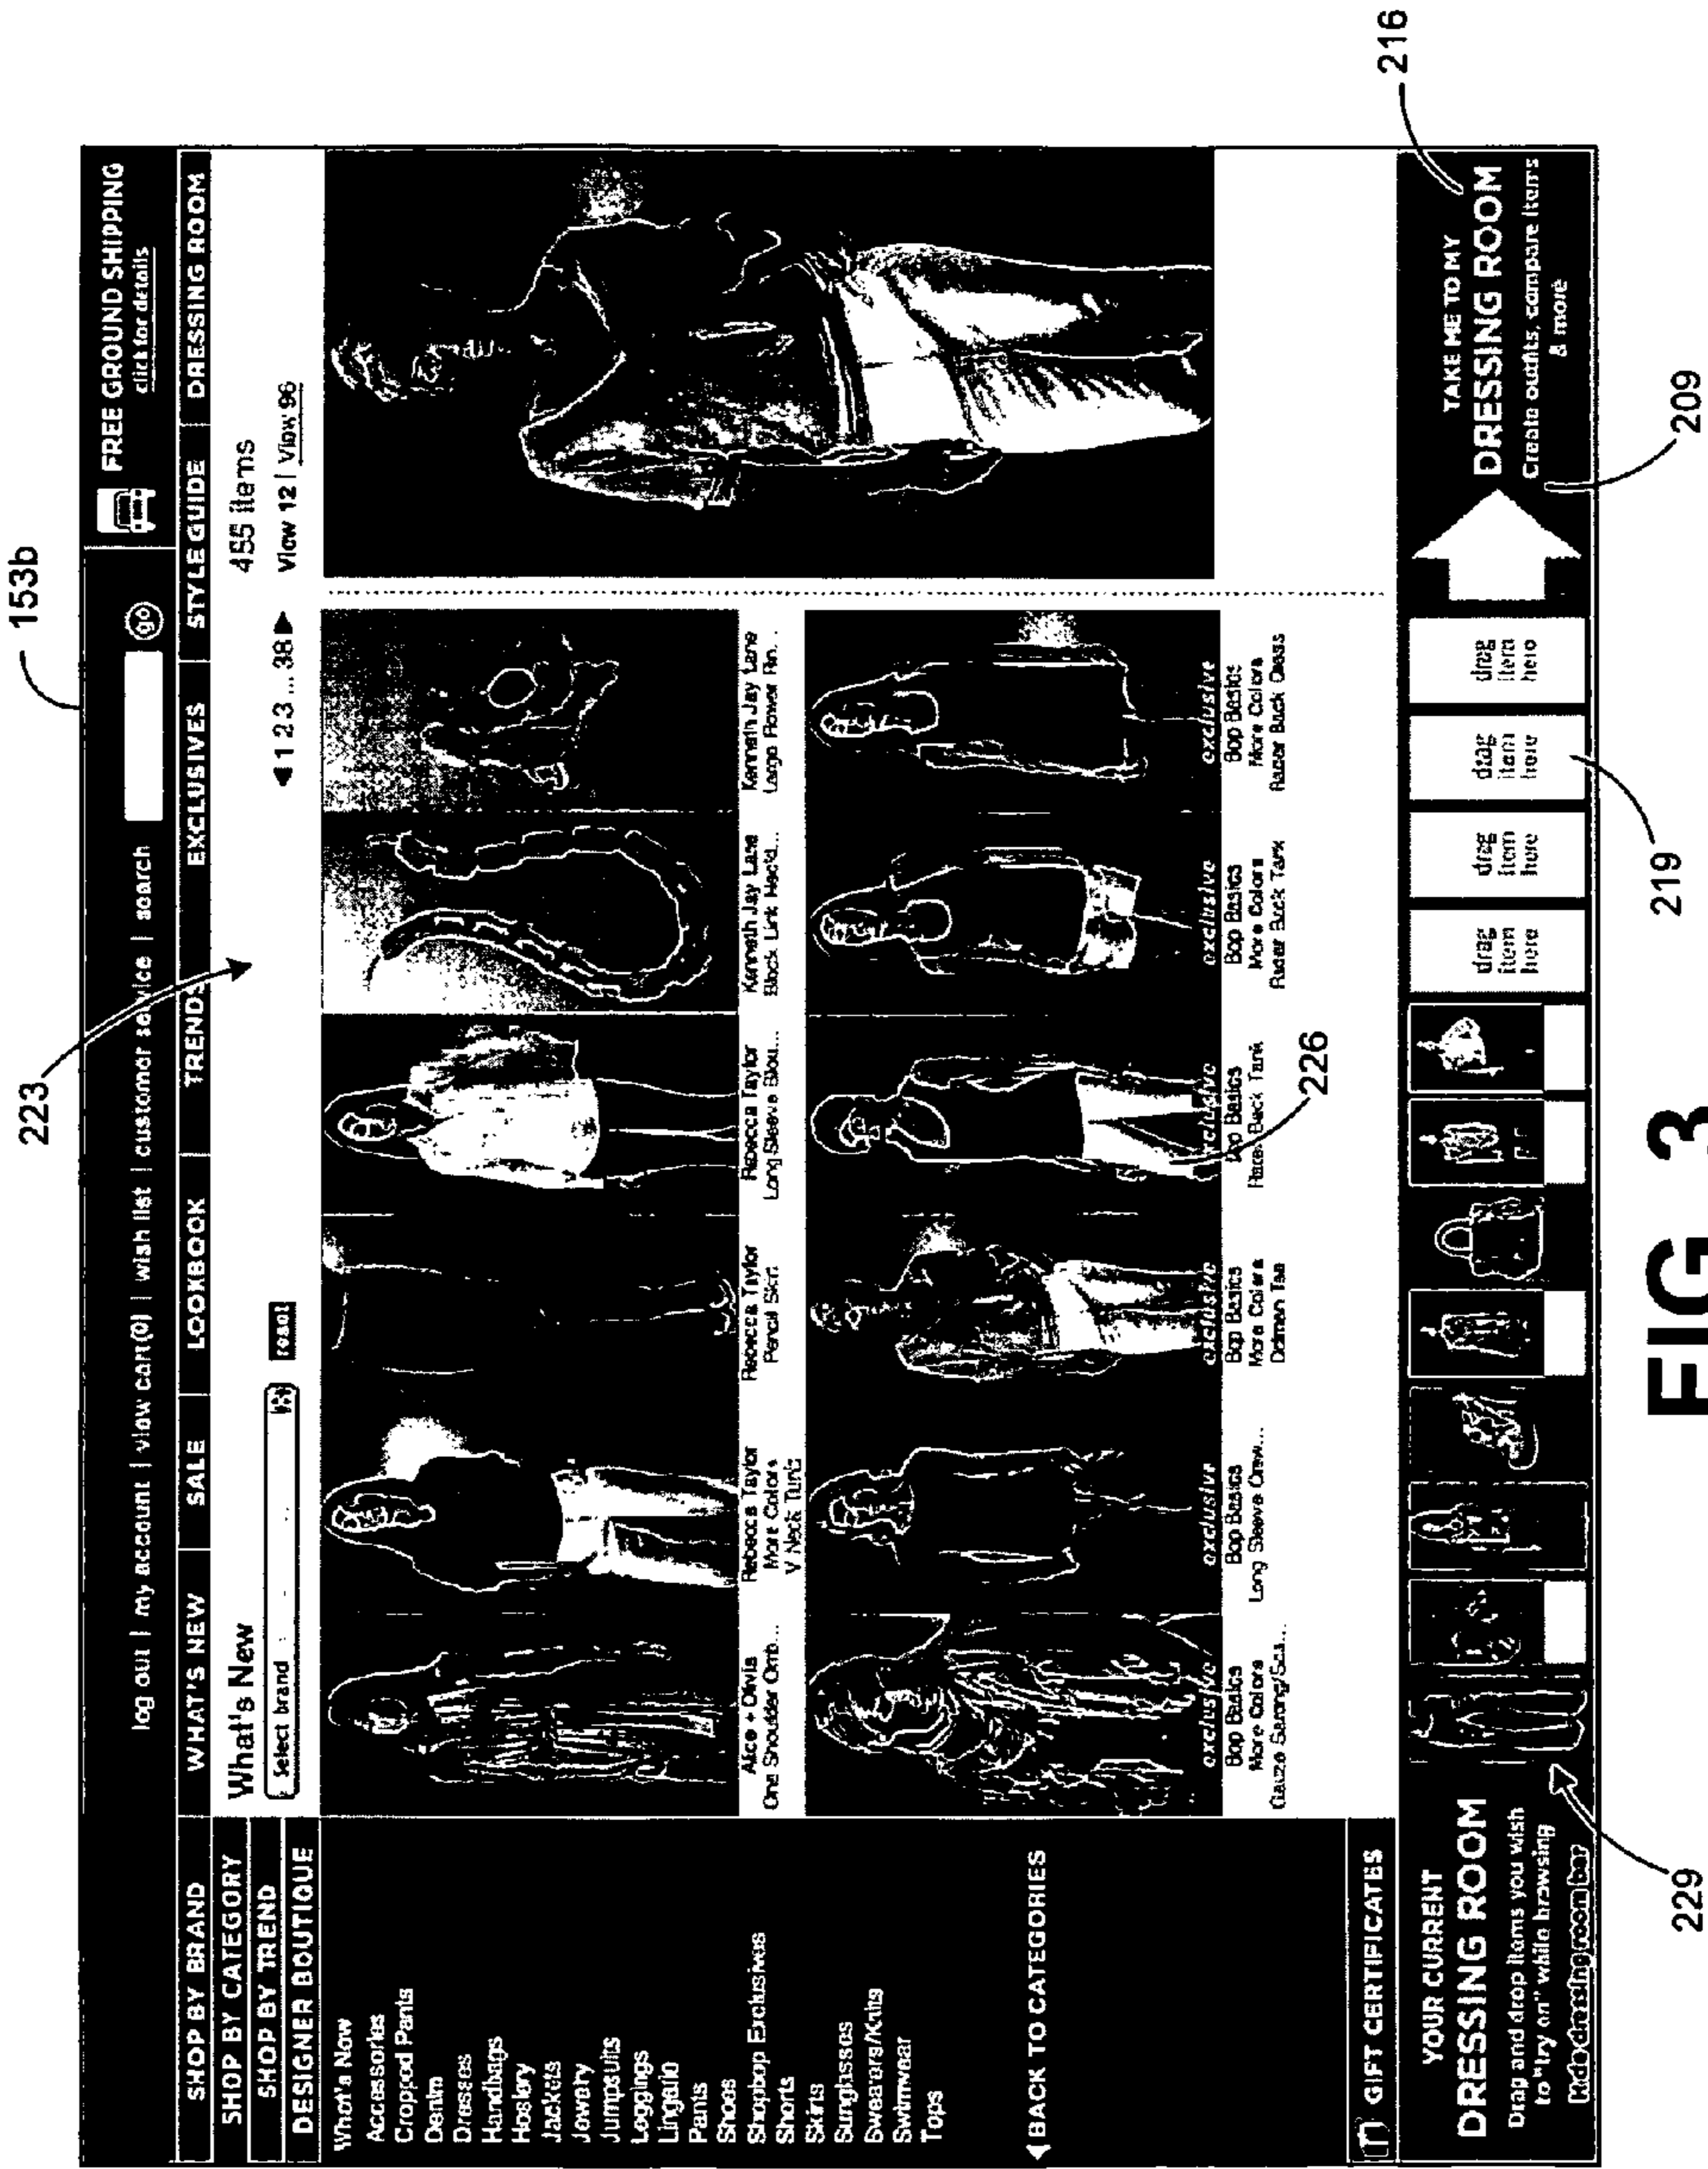 153b
223
FREE GROUND SHIPPING
click for details
log out | my account | view cart(0) | wish list | customer service | search
go
SHOP BY BRAND
WHAT'S NEW
SALE
LOOKBOOK
TRENDS
EXCLUSIVES
STYLE GUIDE
DRESSING ROOM
SHOP BY CATEGORY
SHOP BY TREND
DESIGNER BOUTIQUE
What's New
Accessories
Cropped Pants
Denim
Dresses
Handbags
Hosiery
Jackets
Jewelry
Jumpsuits
Leggings
Lingerie
Pants
Shoes
Shopbop Exclusives
Shorts
Skirts
Sunglasses
Sweaters/Knits
Swimwear
Tops
BACK TO CATEGORIES
GIFT CERTIFICATES
What's New
455 items
Select brand
reset
1 2 3 ... 38
View 12 | View 96
Alice + Olivia
One Shoulder Omb...
Rebecca Taylor
More Colors
V Neck Tunic
Rebecca Taylor
Pencil Skirt
Rebecca Taylor
Long Sleeve Blou...
Kenneth Jay Lane
Block Link Neckl...
Kenneth Jay Lane
Large Flower Rin...
exclusive
Bop Basics
More Colors
Gauze Sarong/Sca...
exclusive
Bop Basics
Long Sleeve Crew...
exclusive
Bop Basics
More Colors
Dolman Tee
exclusive
Bop Basics
Racer Back Tank
exclusive
Bop Basics
More Colors
Racer Back Tank
exclusive
Bop Basics
More Colors
Racer Back Dress
226
YOUR CURRENT
DRESSING ROOM
Drag and drop items you wish
to "try on" while browsing
Hide dressing room bar
drag
item
here
drag
item
here
drag
item
here
drag
item
here
TAKE ME TO MY
DRESSING ROOM
Create outfits, compare items
& more
216
229
219
209
FIG. 3